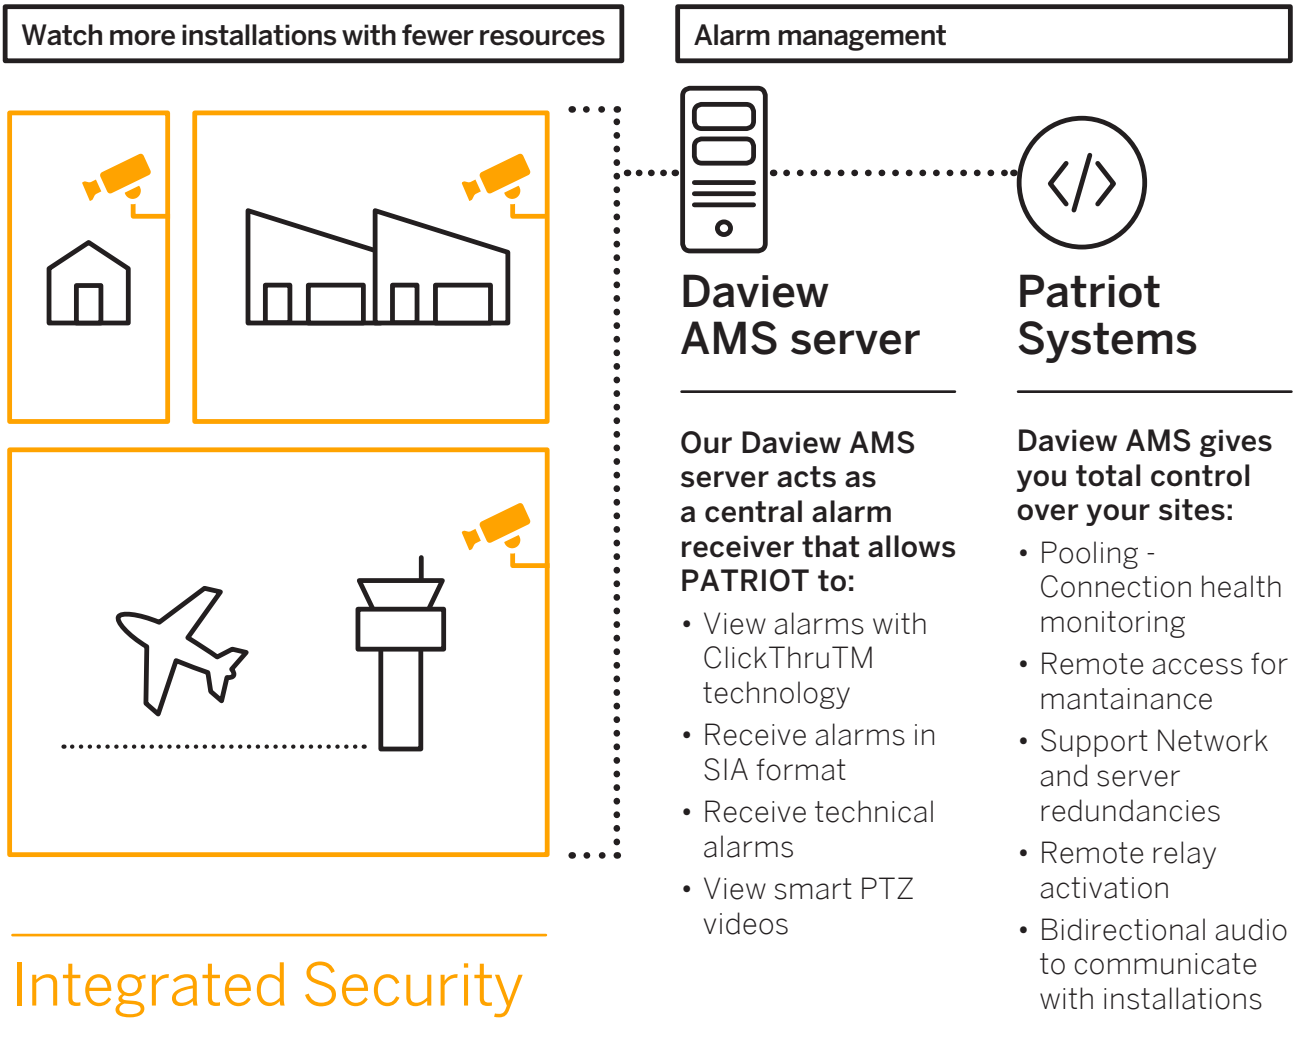 Watch more installations with fewer resources
Alarm management
Daview
AMS server
Our Daview AMS
server acts as
a central alarm
receiver that allows
PATRIOT to:
• View alarms with
ClickThruTM
technology
• Receive alarms in
SIA format
• Receive technical
alarms
• View smart PTZ
videos
Patriot
Systems
Daview AMS gives
you total control
over your sites:
• Pooling -
Connection health
monitoring
• Remote access for
mantainance
• Support Network
and server
redundancies
• Remote relay
activation
• Bidirectional audio
to communicate
with installations
Integrated Security